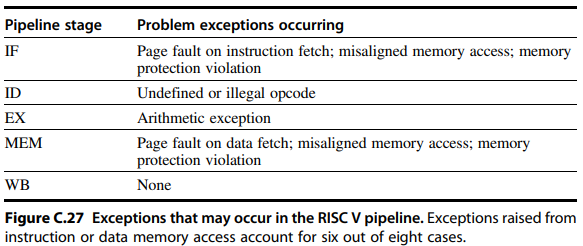 Pipeline stage Problem exceptions occurring
IF Page fault on instruction fetch; misaligned memory access; memory
protection violation
ID Undefined or illegal opcode
EX Arithmetic exception
MEM Page fault on data fetch; misaligned memory access; memory
protection violation
WB None
Figure C.27 Exceptions that may occur in the RISC V pipeline. Exceptions raised from
instruction or data memory access account for six out of eight cases.